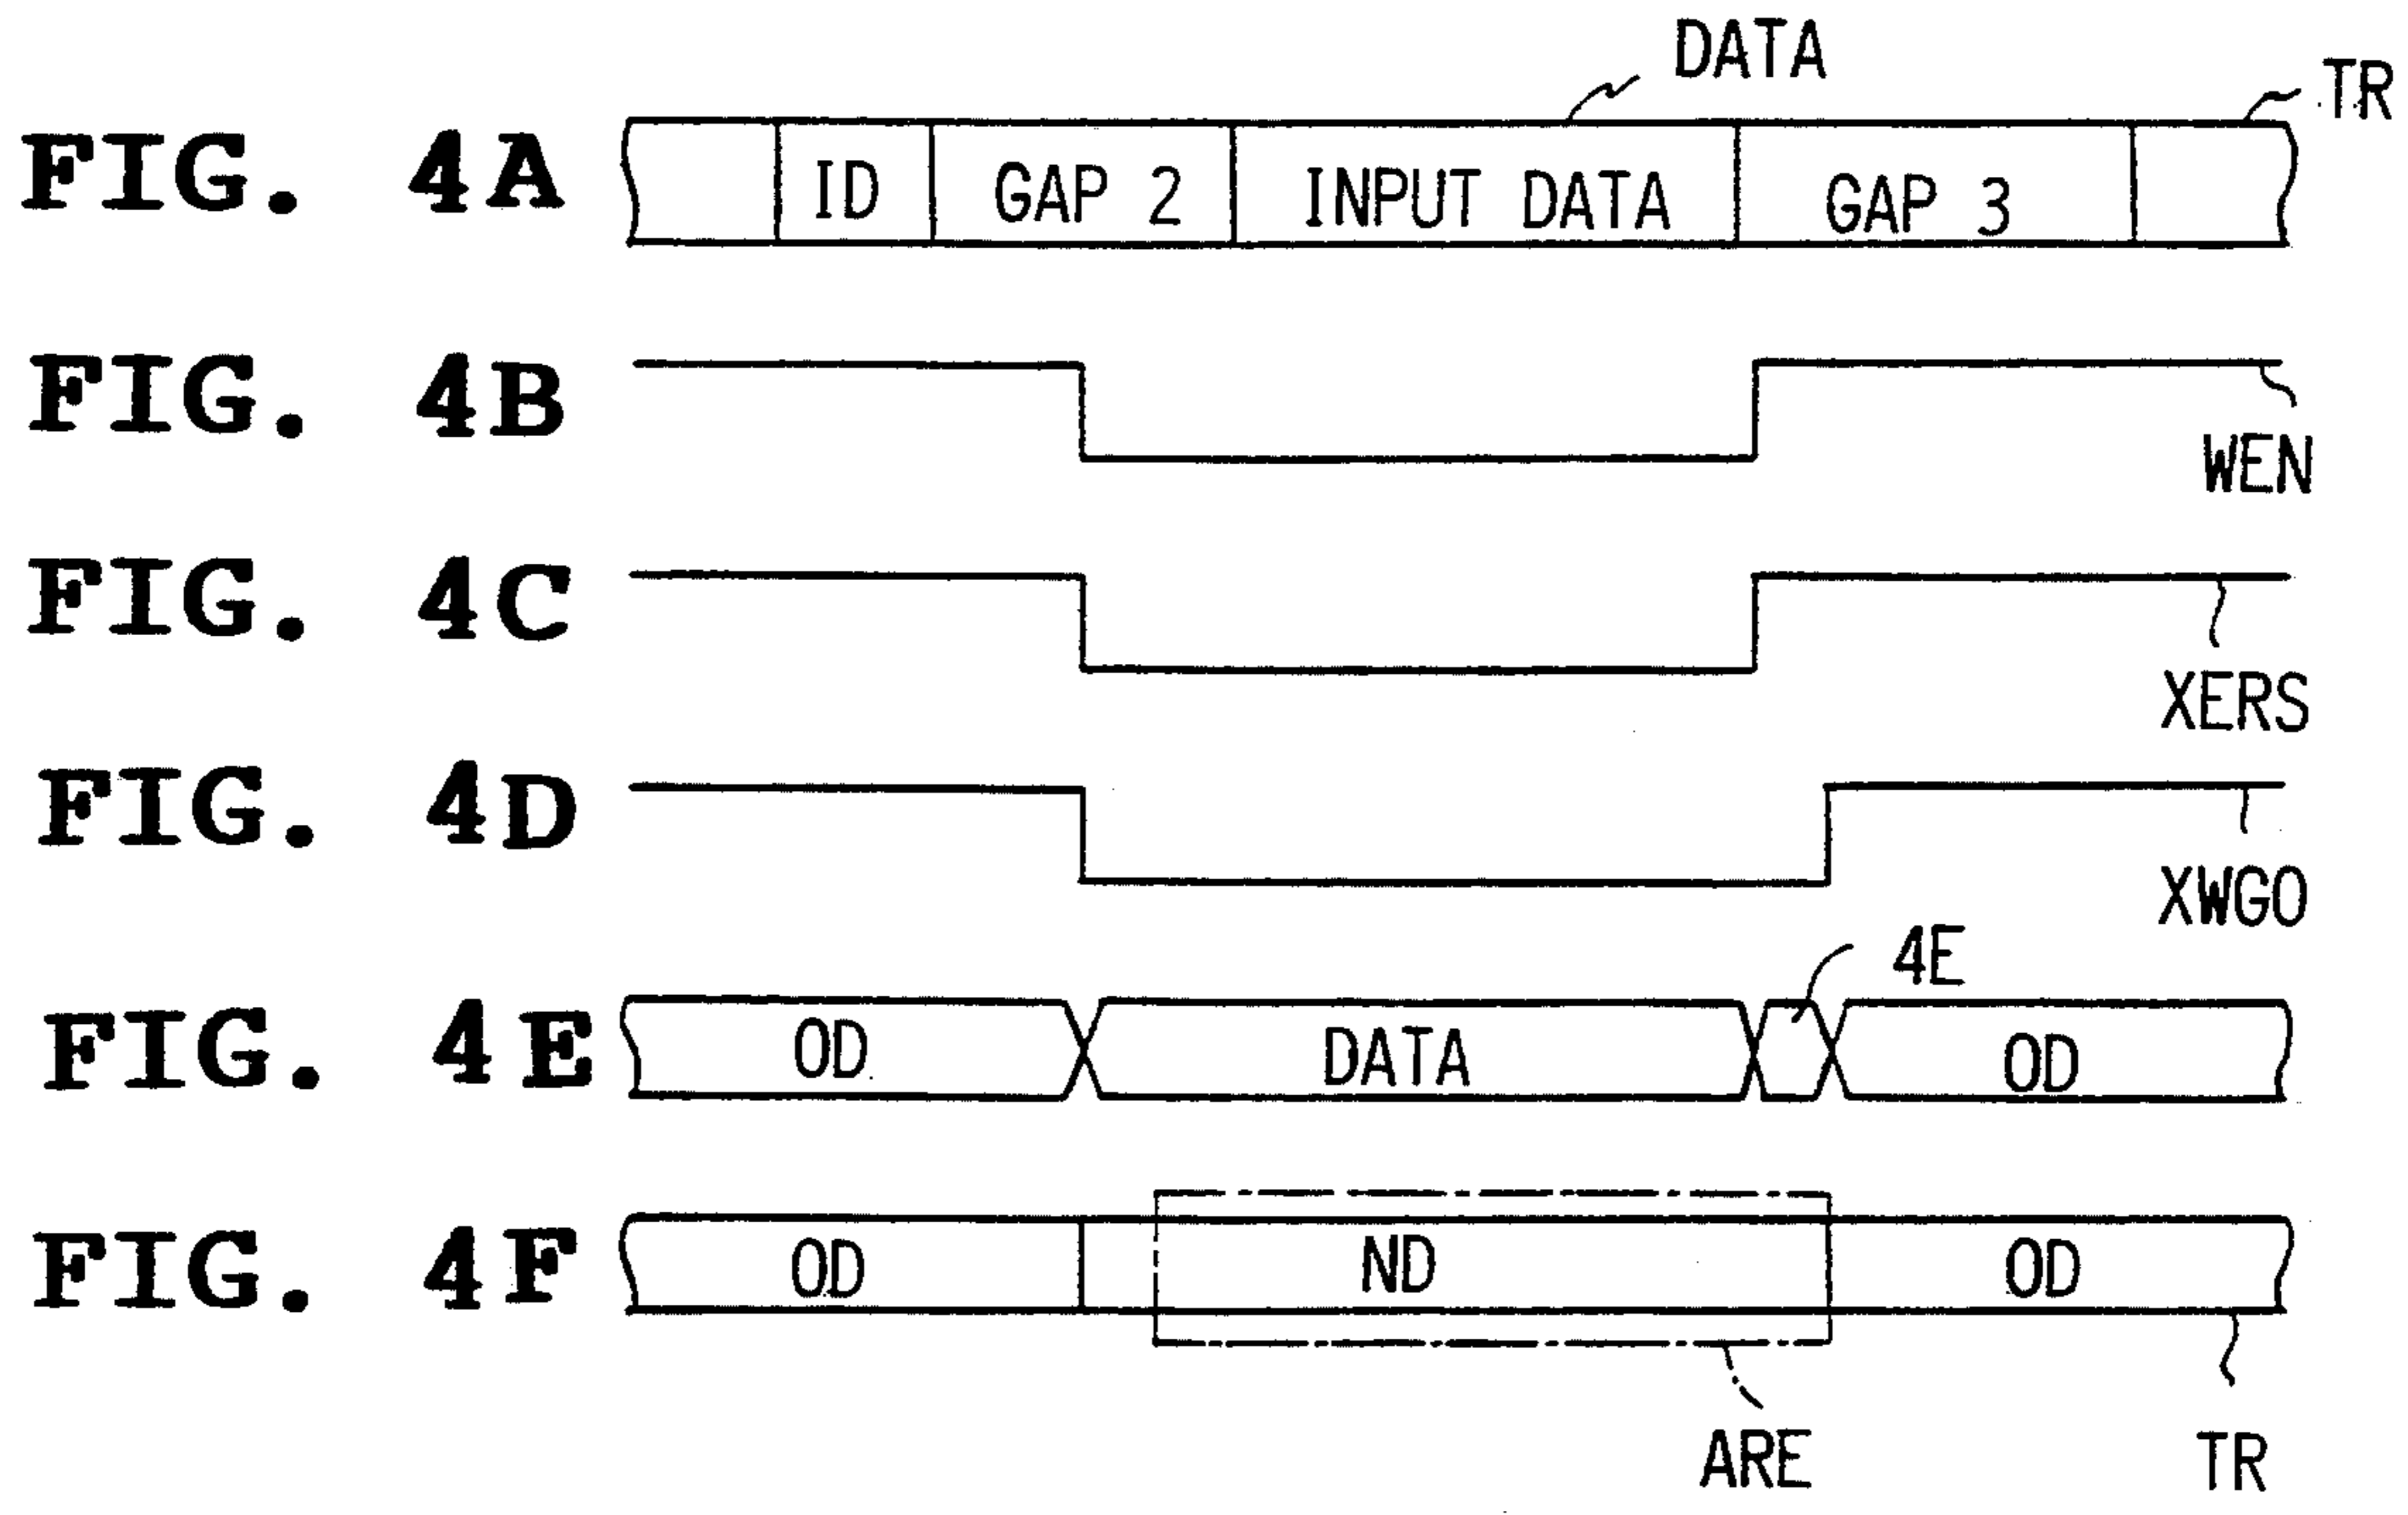 DATA
TR
FIG. 4A
ID GAP 2 INPUT DATA GAP 3
FIG. 4B
WEN
FIG. 4C
XERS
FIG. 4D
XWGO
4E
FIG. 4E
OD DATA OD
FIG. 4F
OD ND OD
ARE
TR